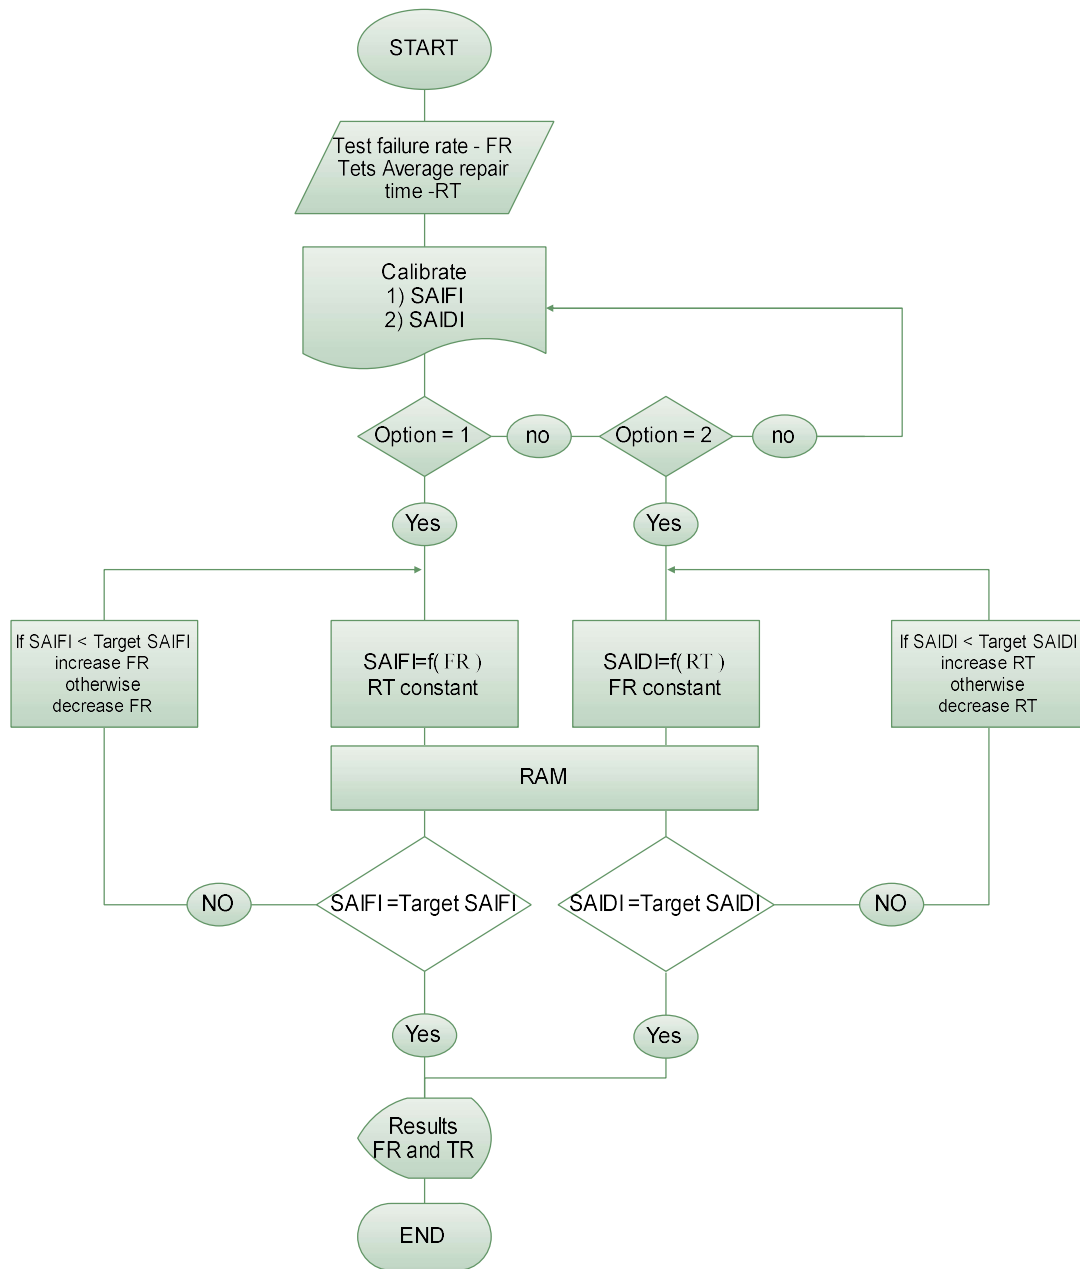 START
Test failure rate - FR
Tets Average repair
time -RT
Calibrate
1) SAIFI
2) SAIDI
Option = 1
no
Option = 2
no
Yes
Yes
If SAIFI < Target SAIFI
increase FR
otherwise
decrease FR
SAIFI=f( FR )
RT constant
SAIDI=f( RT )
FR constant
If SAIDI < Target SAIDI
increase RT
otherwise
decrease RT
RAM
NO
SAIFI =Target SAIFI
SAIDI =Target SAIDI
NO
Yes
Yes
Results
FR and TR
END